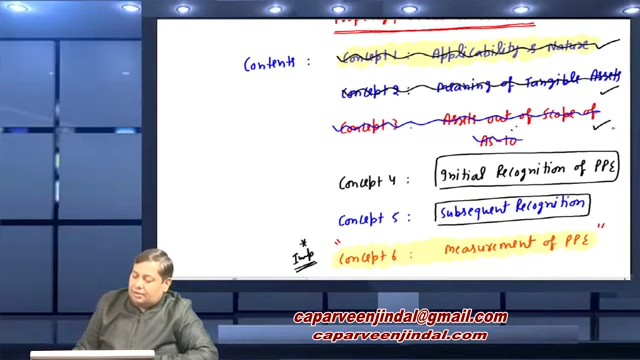 Contents : Concept 1 : Applicability & Nature
Concept 2 : Meaning of Tangible Assets
Concept 3 : Assets out of Scope of
AS-10
Concept 4 : Initial Recognition of PPE
Concept 5 : Subsequent Recognition
* Imp "Concept 6 : Measurement of PPE"
caparveenjindal@gmail.com
caparveenjindal.com